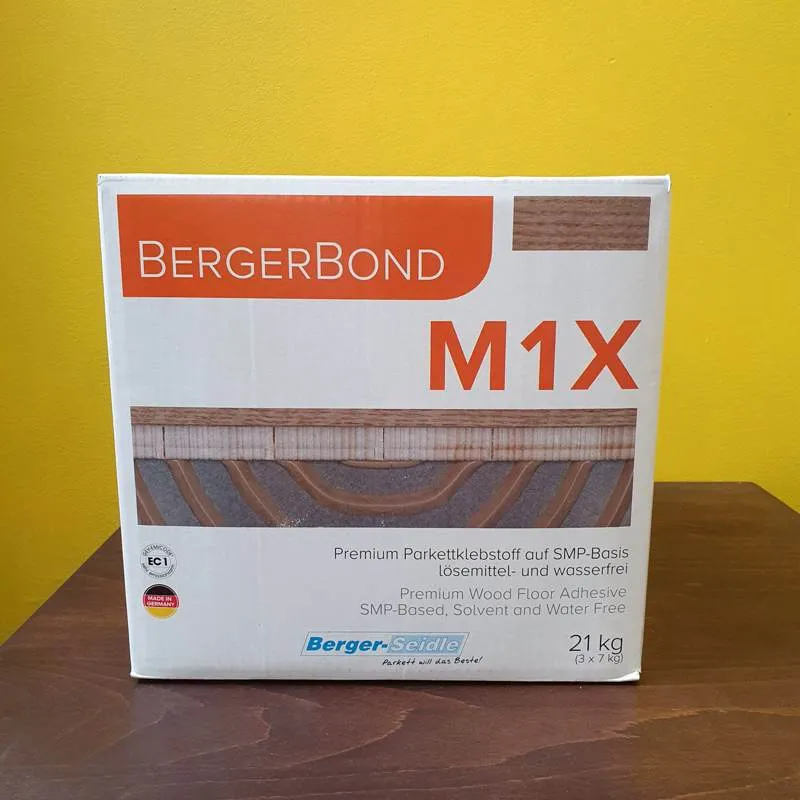 BERGERBOND
M1X
Premium Parkettklebstoff auf SMP-Basis
lösemittel- und wasserfrei
Premium Wood Floor Adhesive
SMP-Based, Solvent and Water Free
EC 1
MADE IN
GERMANY
Berger-Seidle
Parkett will das Beste!
21 kg
(3 x 7 kg)